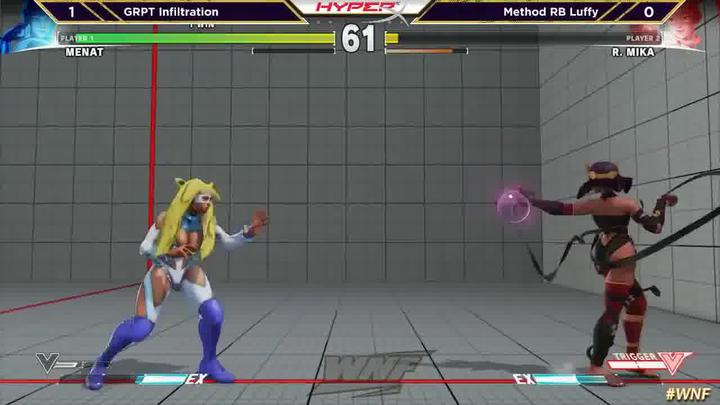 1 GRPT Infiltration HYPERX Method RB Luffy 0
1 WIN
PLAYER 1 61 PLAYER 2
MENAT R. MIKA
WNF
V TRIGGER V
EX EX
#WNF